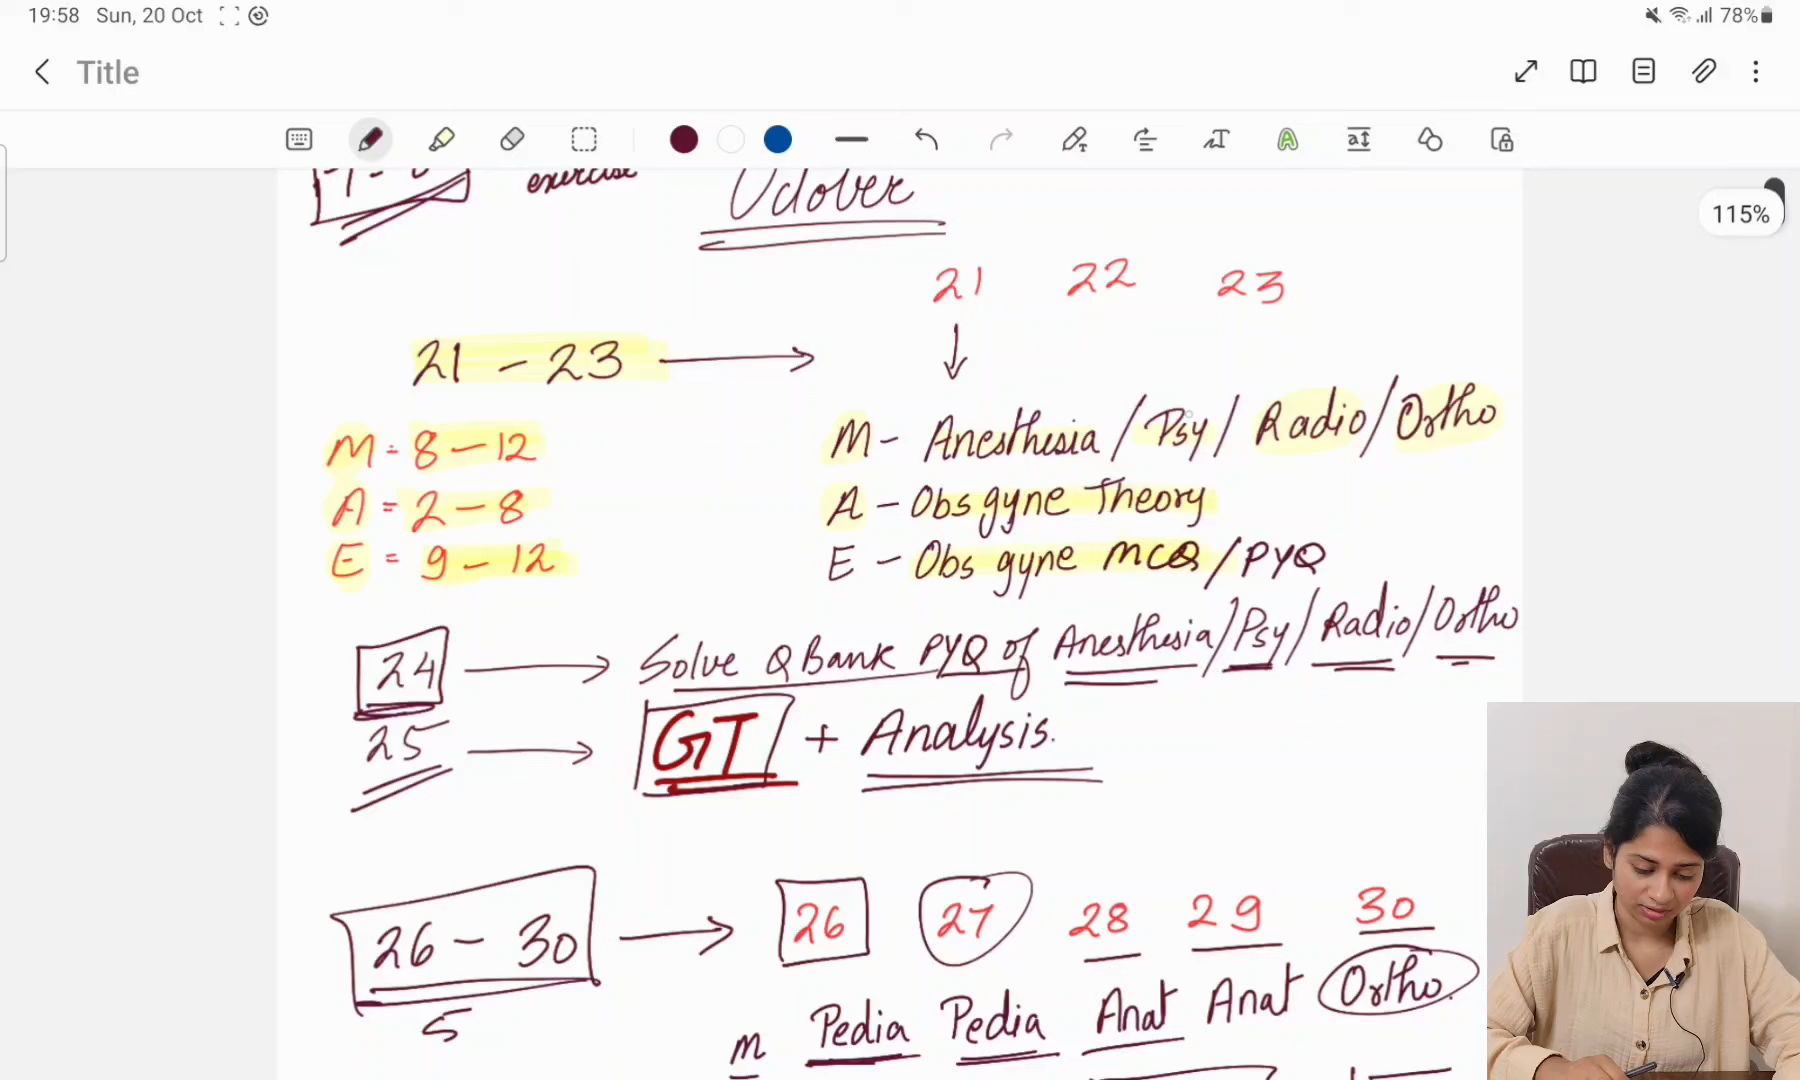 19:58 Sun, 20 Oct 78%
Title
115%
exercise
October
21 22 23
21 - 23
M = 8 - 12
A = 2 - 8
E = 9 - 12
M - Anesthesia / Psy / Radio / Ortho
A - Obs gyne Theory
E - Obs gyne MCQ / PYQ
24 → Solve Q Bank PYQ of Anesthesia / Psy / Radio / Ortho
25 → GT + Analysis.
26 - 30 → 26 27 28 29 30
5
m Pedia Pedia Anat Anat Ortho